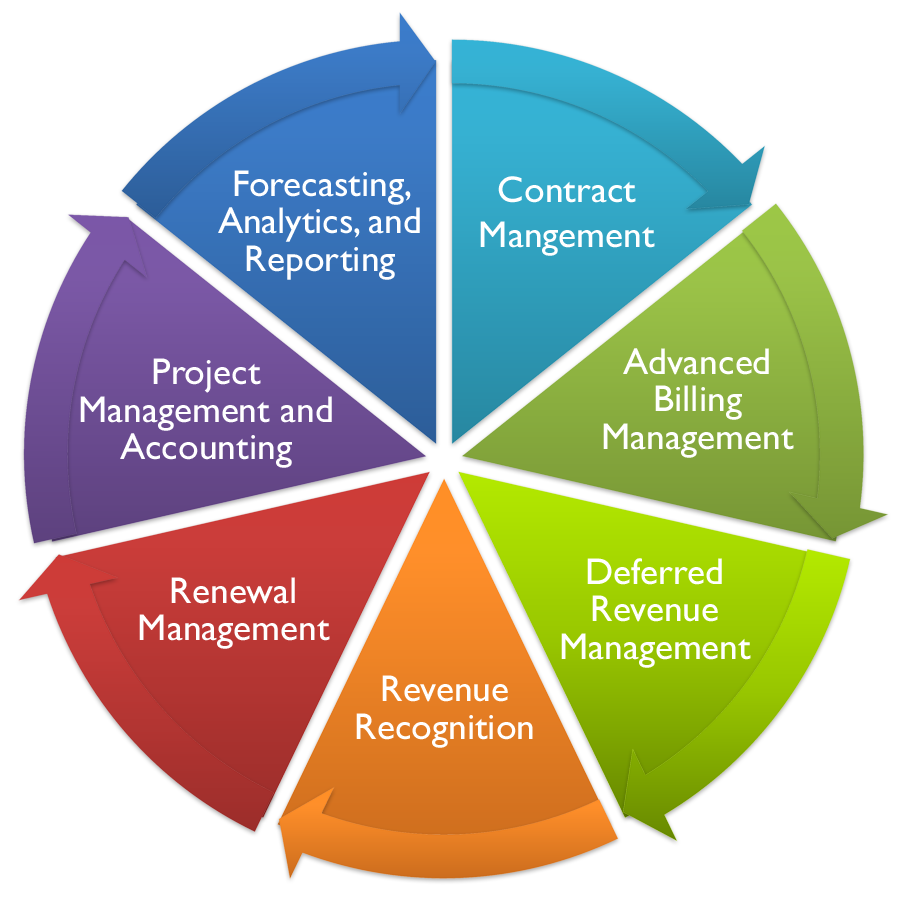 Contract
Mangement
Advanced
Billing
Management
Deferred
Revenue
Management
Revenue
Recognition
Renewal
Management
Project
Management and
Accounting
Forecasting,
Analytics, and
Reporting